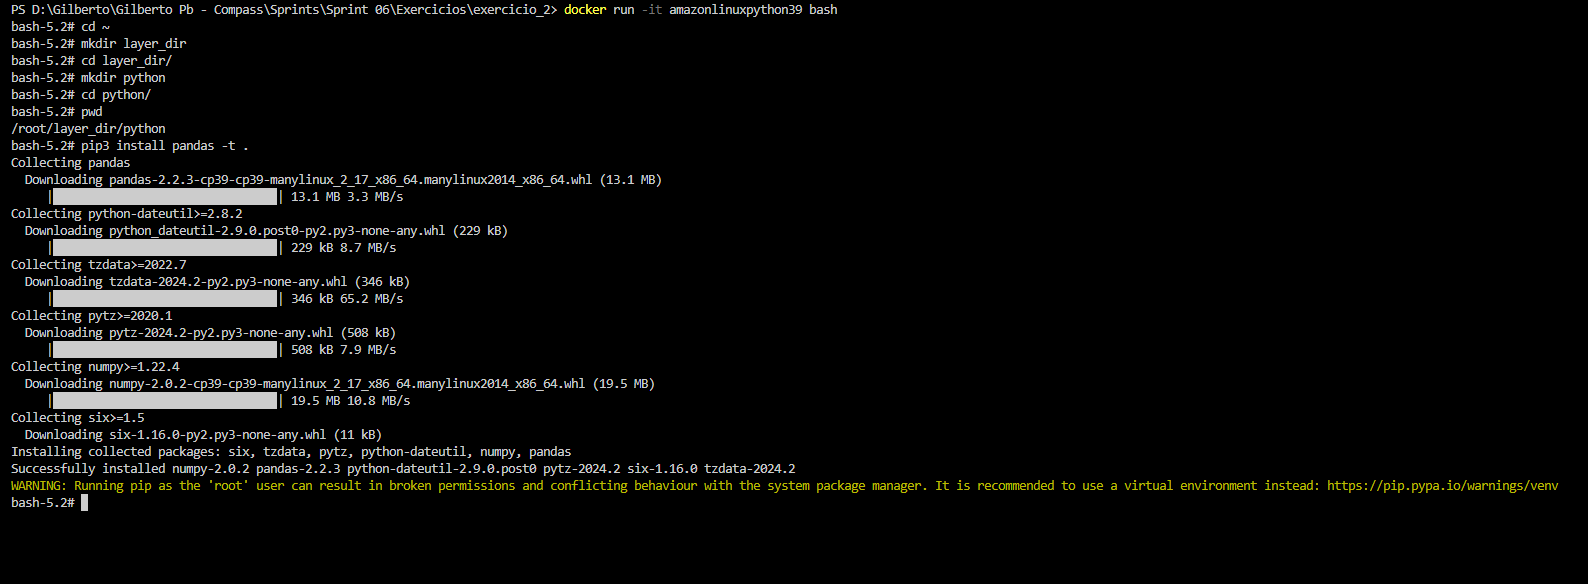 PS D:\Gilberto\Gilberto Pb - Compass\Sprints\Sprint 06\Exercicios\exercicio_2> docker run -it amazonlinuxpython39 bash
bash-5.2# cd ~
bash-5.2# mkdir layer_dir
bash-5.2# cd layer_dir/
bash-5.2# mkdir python
bash-5.2# cd python/
bash-5.2# pwd
/root/layer_dir/python
bash-5.2# pip3 install pandas -t .
Collecting pandas
  Downloading pandas-2.2.3-cp39-cp39-manylinux_2_17_x86_64.manylinux2014_x86_64.whl (13.1 MB)
     || 13.1 MB 3.3 MB/s
Collecting python-dateutil>=2.8.2
  Downloading python_dateutil-2.9.0.post0-py2.py3-none-any.whl (229 kB)
     || 229 kB 8.7 MB/s
Collecting tzdata>=2022.7
  Downloading tzdata-2024.2-py2.py3-none-any.whl (346 kB)
     || 346 kB 65.2 MB/s
Collecting pytz>=2020.1
  Downloading pytz-2024.2-py2.py3-none-any.whl (508 kB)
     || 508 kB 7.9 MB/s
Collecting numpy>=1.22.4
  Downloading numpy-2.0.2-cp39-cp39-manylinux_2_17_x86_64.manylinux2014_x86_64.whl (19.5 MB)
     || 19.5 MB 10.8 MB/s
Collecting six>=1.5
  Downloading six-1.16.0-py2.py3-none-any.whl (11 kB)
Installing collected packages: six, tzdata, pytz, python-dateutil, numpy, pandas
Successfully installed numpy-2.0.2 pandas-2.2.3 python-dateutil-2.9.0.post0 pytz-2024.2 six-1.16.0 tzdata-2024.2
WARNING: Running pip as the 'root' user can result in broken permissions and conflicting behaviour with the system package manager. It is recommended to use a virtual environment instead: https://pip.pypa.io/warnings/venv
bash-5.2#